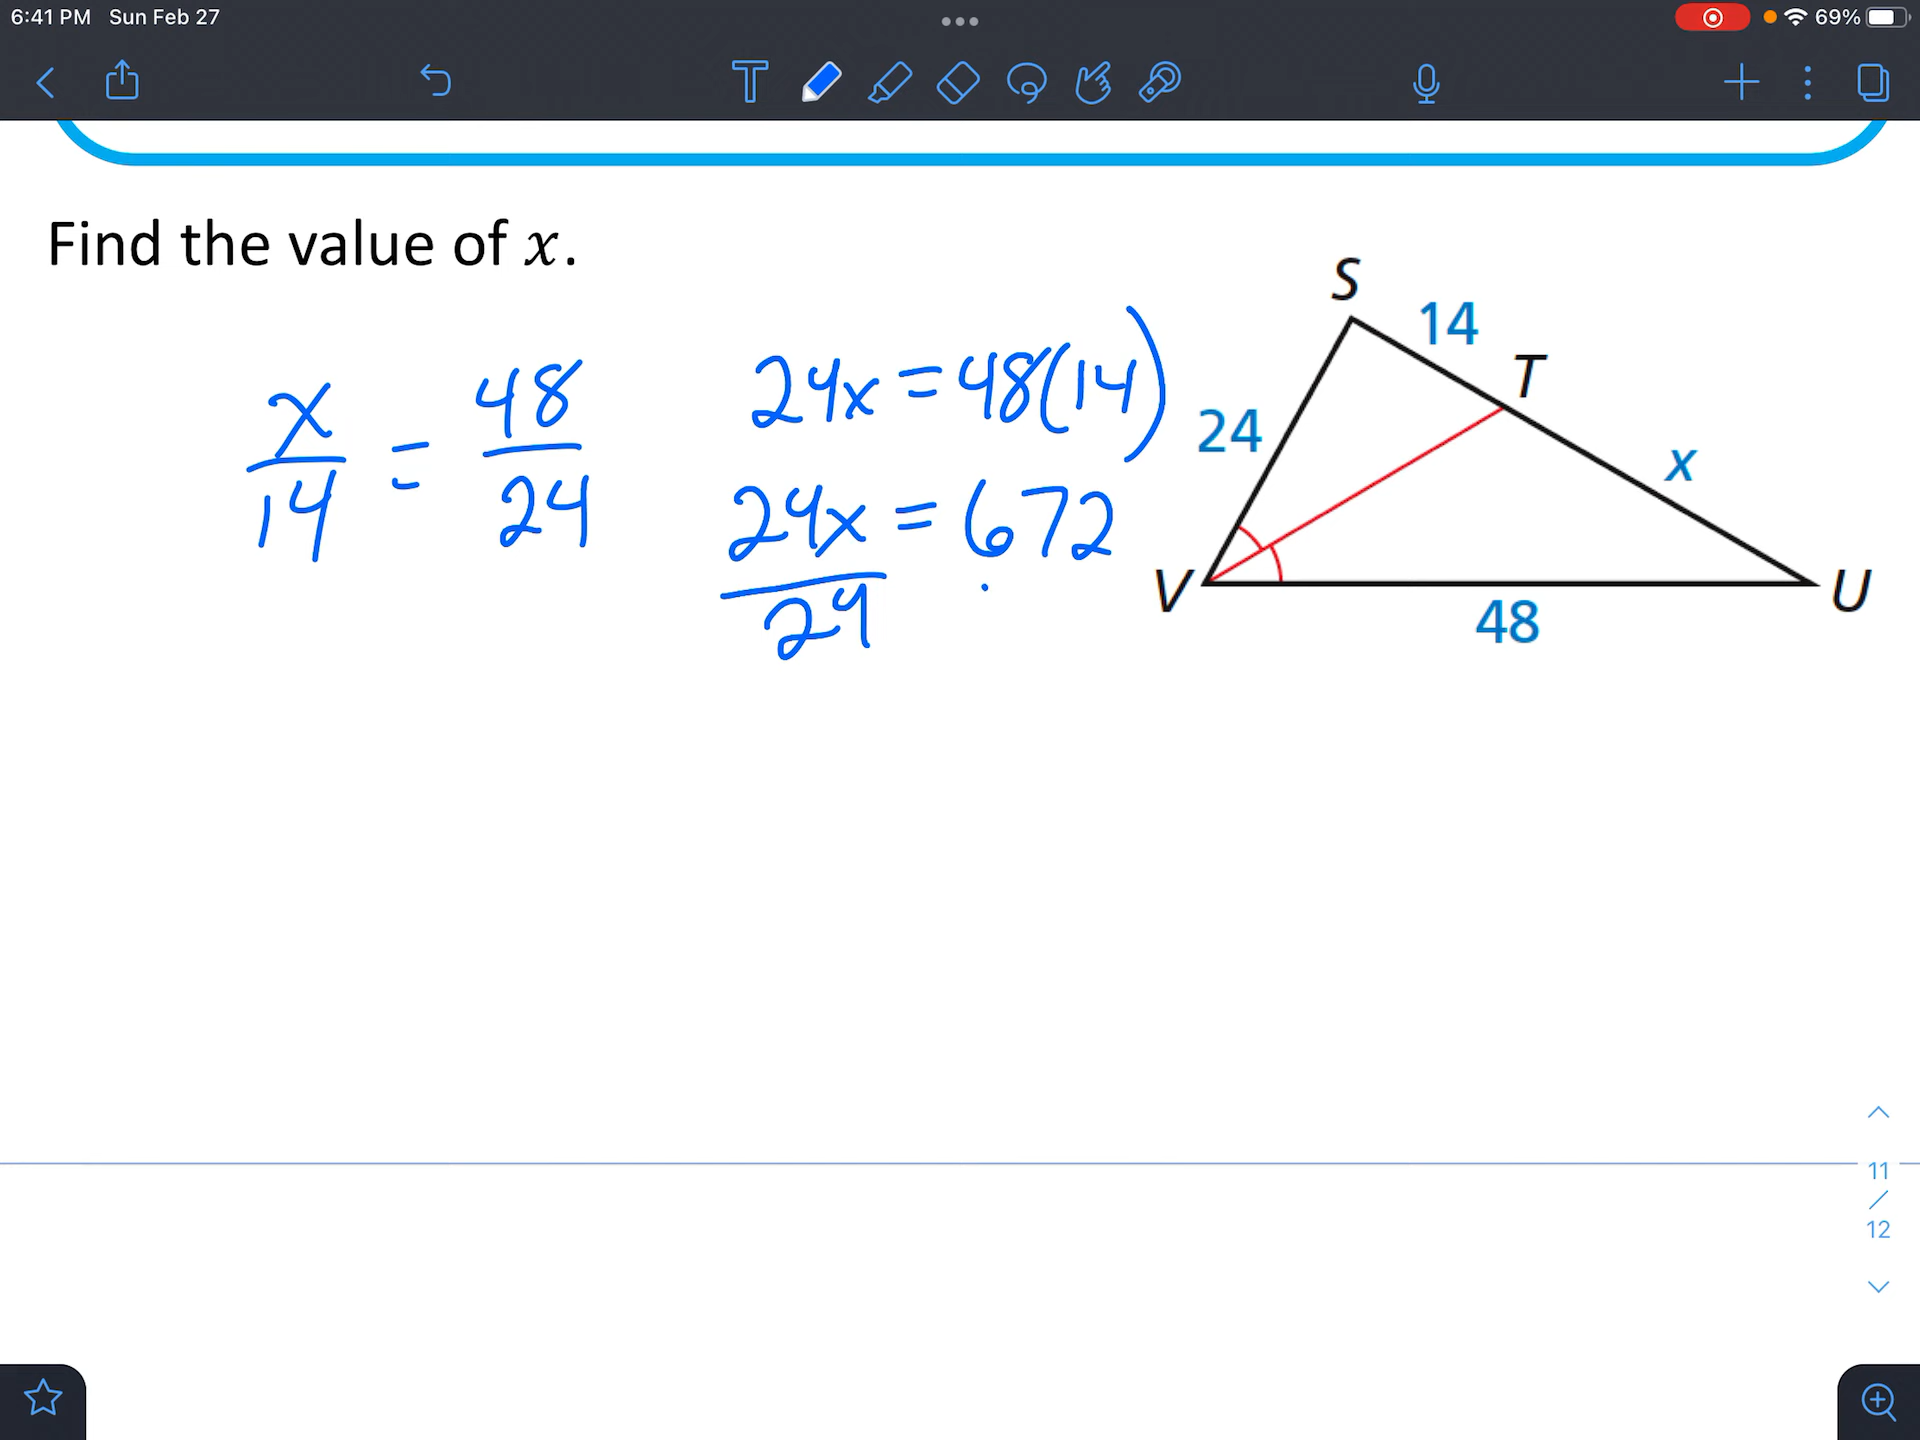 6:41 PM Sun Feb 27
69%
Find the value of x.
x/14 = 48/24
24x = 48(14)
24x = 672
24
S
14
T
24
x
V
U
48
11
/
12